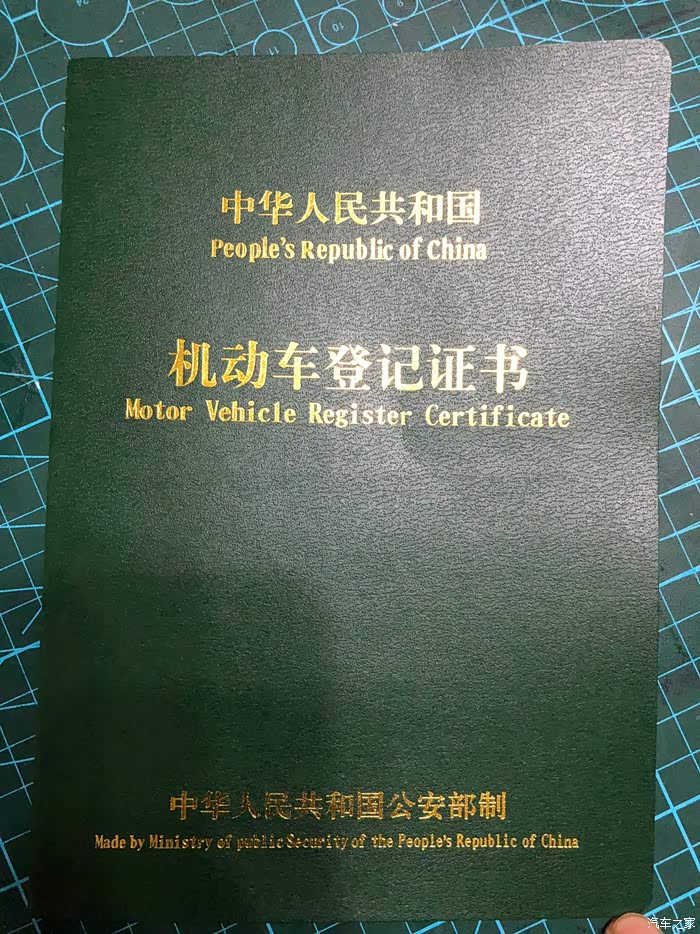 中华人民共和国
People's Republic of China
机动车登记证书
Motor Vehicle Register Certificate
中华人民共和国公安部制
Made by Ministry of public Security of the People's Republic of China
汽车之家